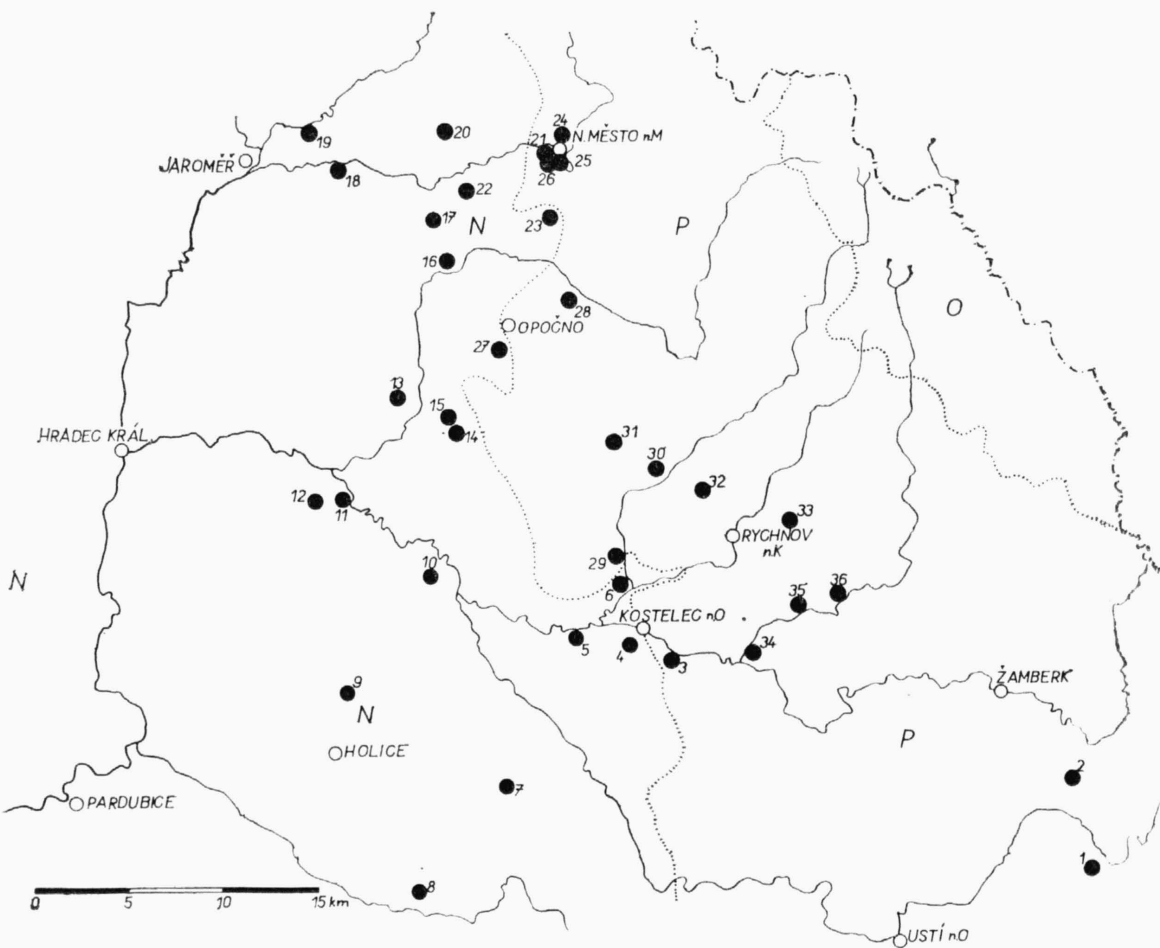 24
N. MĚSTO nM
19
20
21
JAROMĚŘ
25
18
26
22
17
N
23
P
16
28
O
OPOČNO
27
13
15
14
HRADEC KRÁL.
31
30
32
12
11
33
RYCHNOV
n.K
29
10
N
6
35
36
KOSTELEC nO
5
4
3
34
ŽAMBERK
9
N
P
HOLICE
2
7
PARDUBICE
1
8
0
5
10
15 km
USTÍ nO